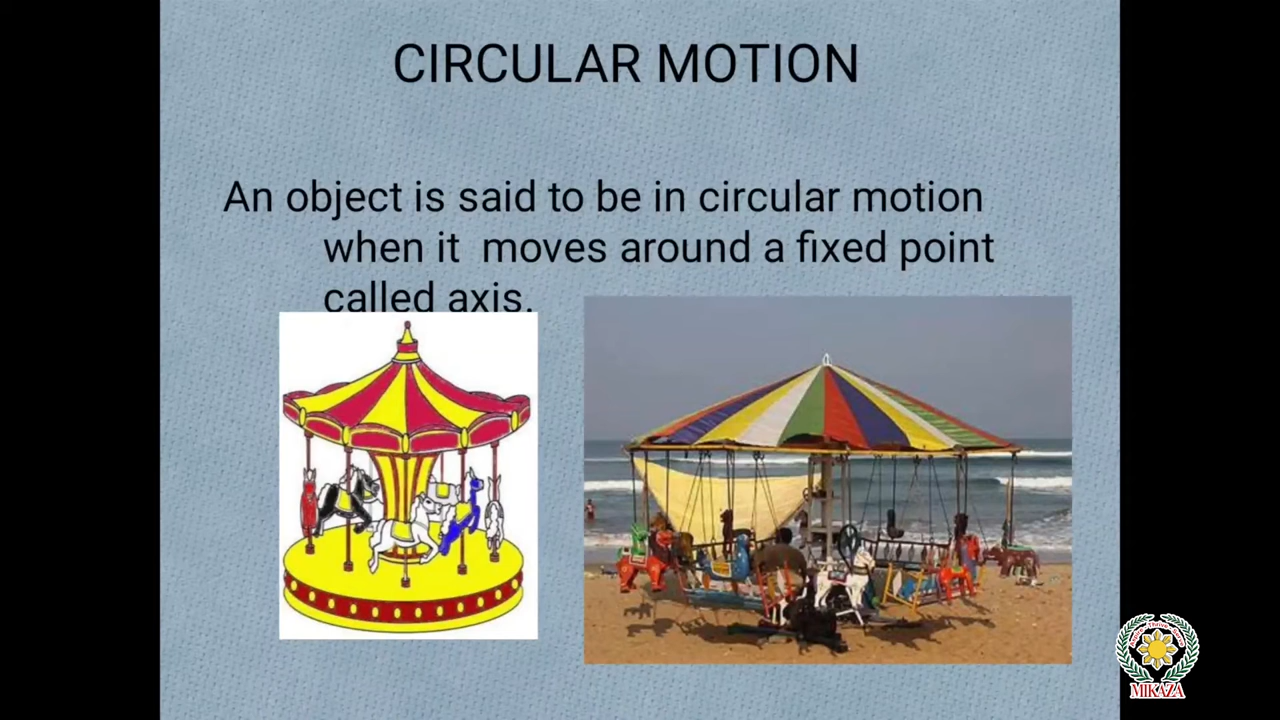 CIRCULAR MOTION
An object is said to be in circular motion
when it moves around a fixed point
called axis.
MIKAZA